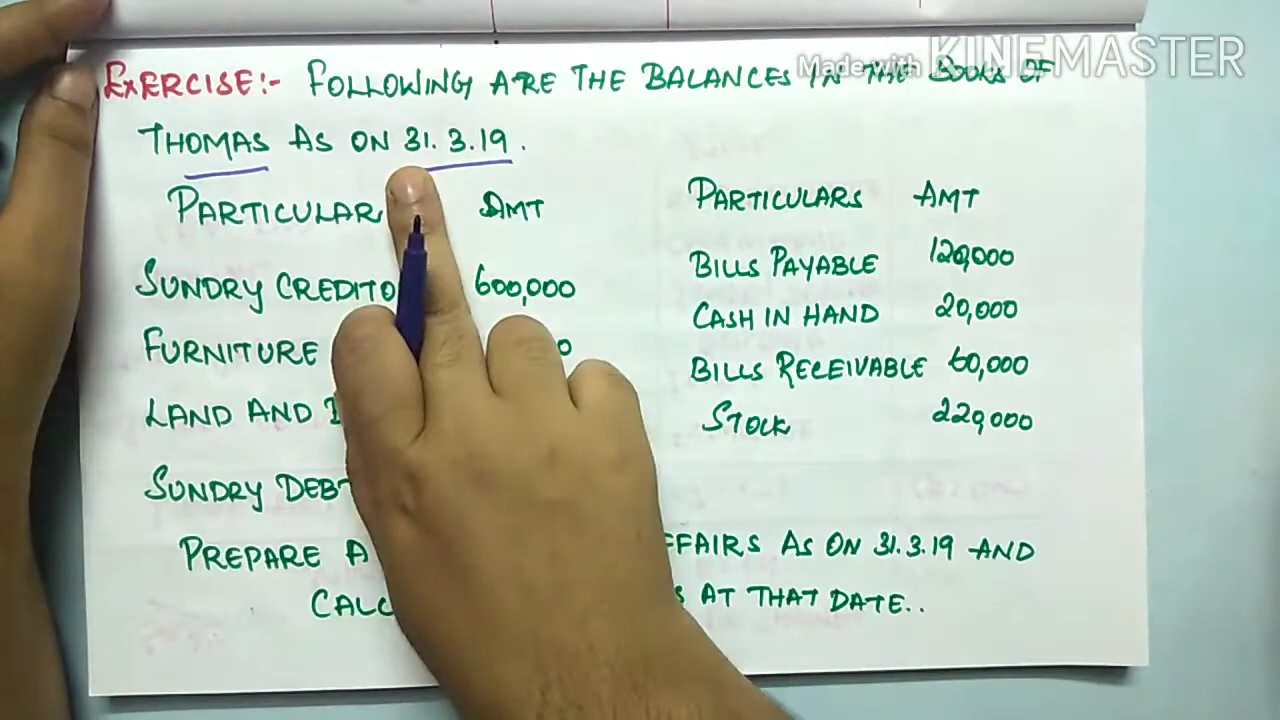 Made with KINEMASTER
EXERCISE:- FOLLOWING ARE THE BALANCES IN THE BOOKS OF
THOMAS AS ON 31.3.19.
PARTICULAR AMT
SUNDRY CREDITO 600,000
FURNITURE 0
LAND AND
SUNDRY DEBT
PARTICULARS AMT
BILLS PAYABLE 120,000
CASH IN HAND 20,000
BILLS RECEIVABLE 60,000
STOCK 220,000
PREPARE A FFAIRS AS ON 31.3.19 AND
CALC S AT THAT DATE..